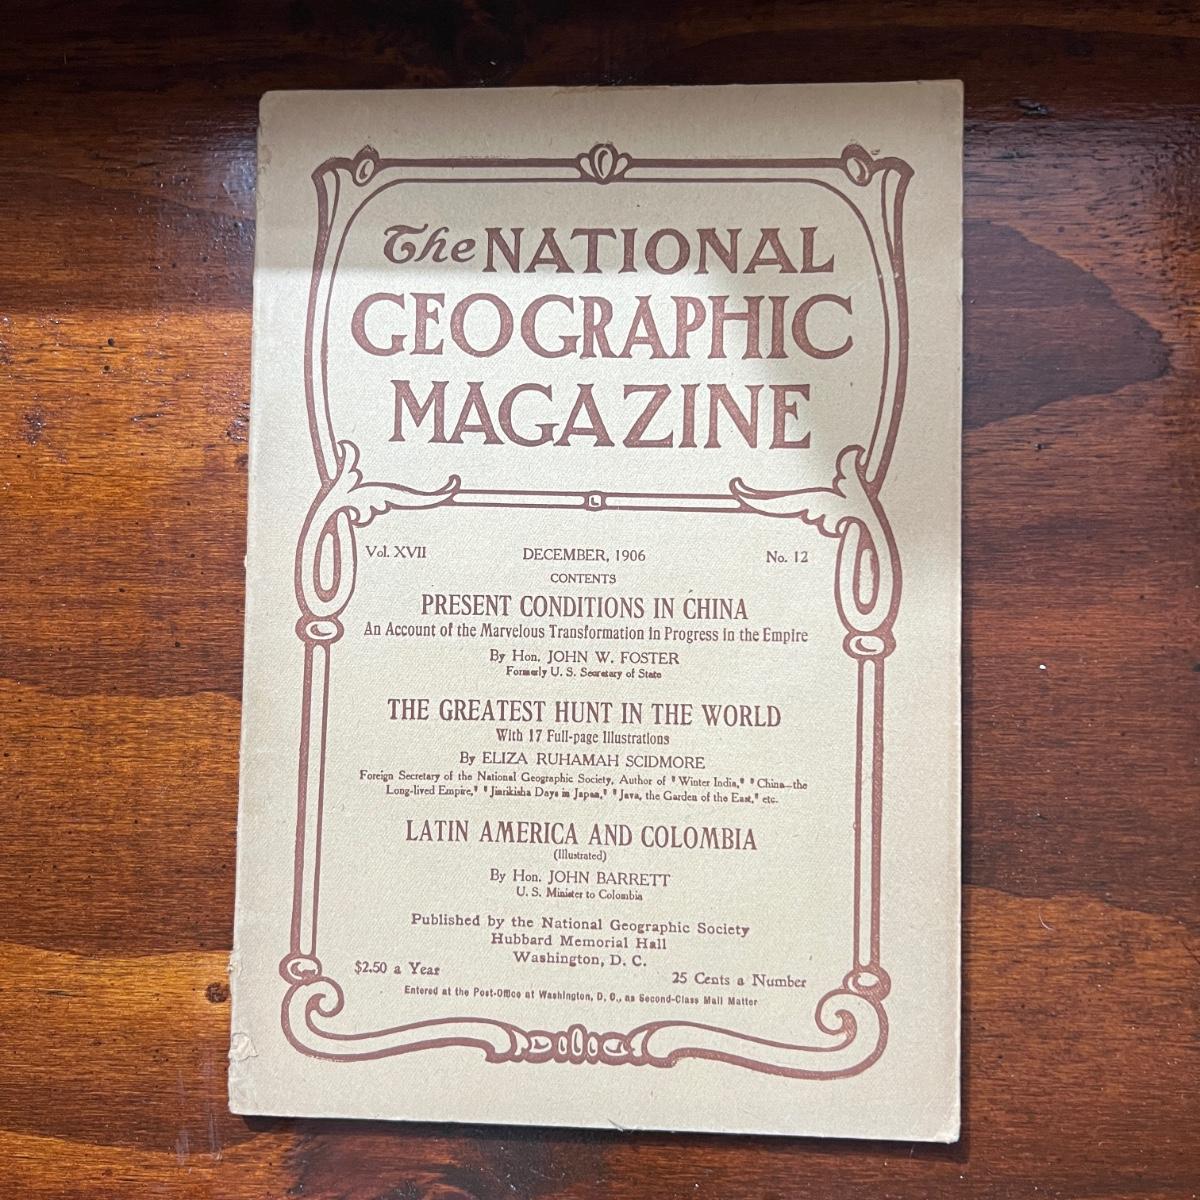 The NATIONAL
GEOGRAPHIC
MAGAZINE
L
Vol. XVII DECEMBER, 1906 No. 12
CONTENTS
PRESENT CONDITIONS IN CHINA
An Account of the Marvelous Transformation in Progress in the Empire
By Hon. JOHN W. FOSTER
Formerly U. S. Secretary of State
THE GREATEST HUNT IN THE WORLD
With 17 Full-page Illustrations
By ELIZA RUHAMAH SCIDMORE
Foreign Secretary of the National Geographic Society, Author of "Winter India," "China—the
Long-lived Empire," "Jinrikisha Days in Japan," "Java, the Garden of the East," etc.
LATIN AMERICA AND COLOMBIA
(Illustrated)
By Hon. JOHN BARRETT
U. S. Minister to Colombia
Published by the National Geographic Society
Hubbard Memorial Hall
Washington, D. C.
$2.50 a Year 25 Cents a Number
Entered at the Post-Office at Washington, D. C., as Second-Class Mail Matter